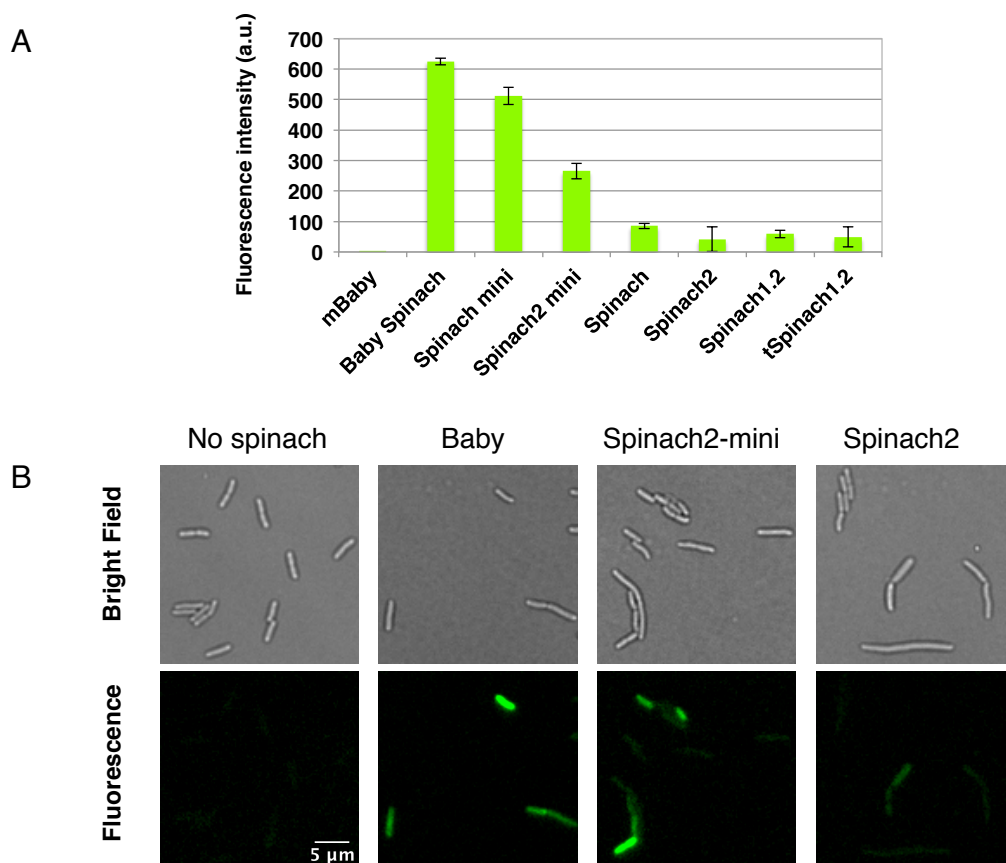 A
Fluorescence intensity (a.u.)
700
600
500
400
300
200
100
0
mBaby
Baby Spinach
Spinach mini
Spinach2 mini
Spinach
Spinach2
Spinach1.2
tSpinach1.2
B
No spinach
Baby
Spinach2-mini
Spinach2
Bright Field
Fluorescence
5 µm